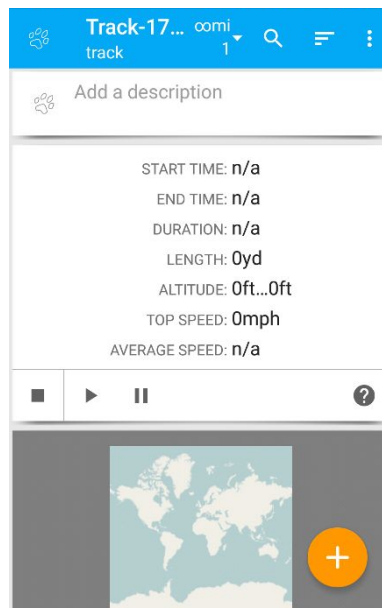 Track-17... ∞mi
track 1
Add a description
START TIME: n/a
END TIME: n/a
DURATION: n/a
LENGTH: 0yd
ALTITUDE: 0ft...0ft
TOP SPEED: 0mph
AVERAGE SPEED: n/a